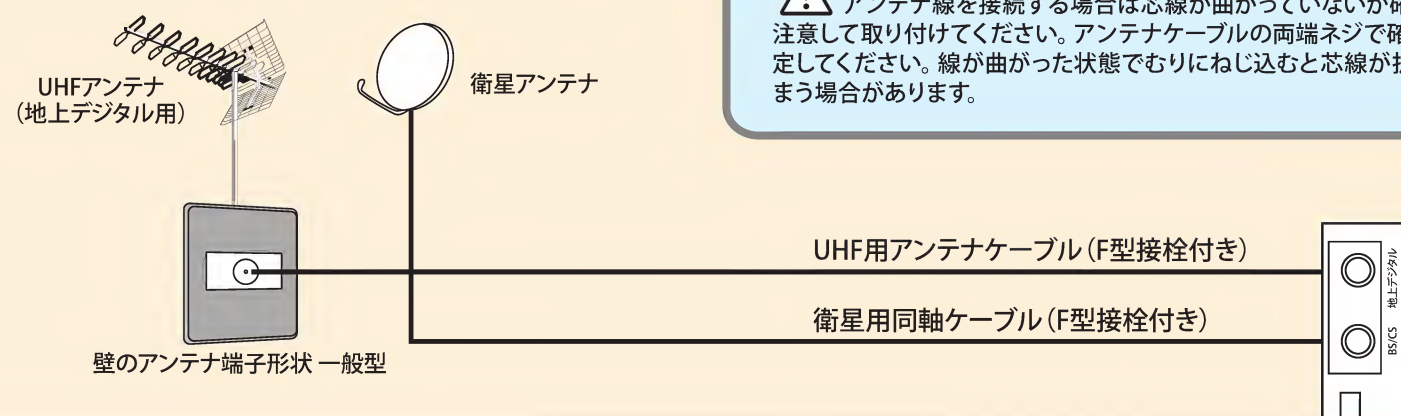 アンテナ線を接続する場合は芯線が曲がっていないか確
注意して取り付けてください。アンテナケーブルの両端ネジで確
定してください。線が曲がった状態でむりにねじ込むと芯線が
まう場合があります。
UHFアンテナ
（地上デジタル用）
衛星アンテナ
UHF用アンテナケーブル（F型接栓付き）
地上デジタル
衛星用同軸ケーブル（F型接栓付き）
BS/CS
壁のアンテナ端子形状 一般型